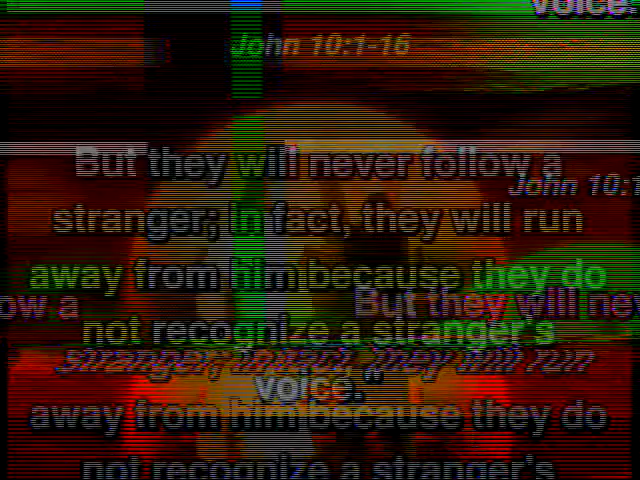 voice.
John 10:1-16
But they will never follow a
John 10:1
stranger; in fact, they will run
away from him because they do
ow a
But they will nev
not recognize a stranger's
stranger; in fact, they will run
voice."
away from him because they do
not recognize a stranger's